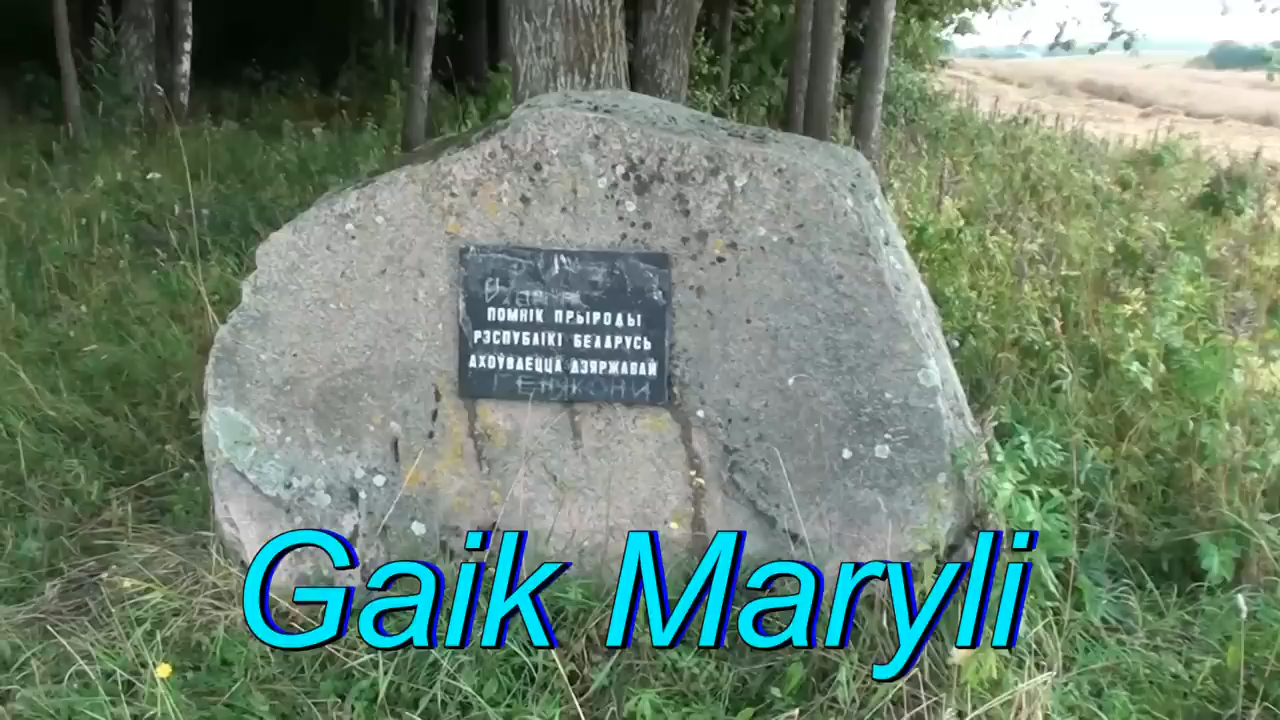 ПОМНІК ПРЫРОДЫ
РЭСПУБЛІКІ БЕЛАРУСЬ
АХОЎВАЕЦЦА ДЗЯРЖАВАЙ
Gaik Maryli